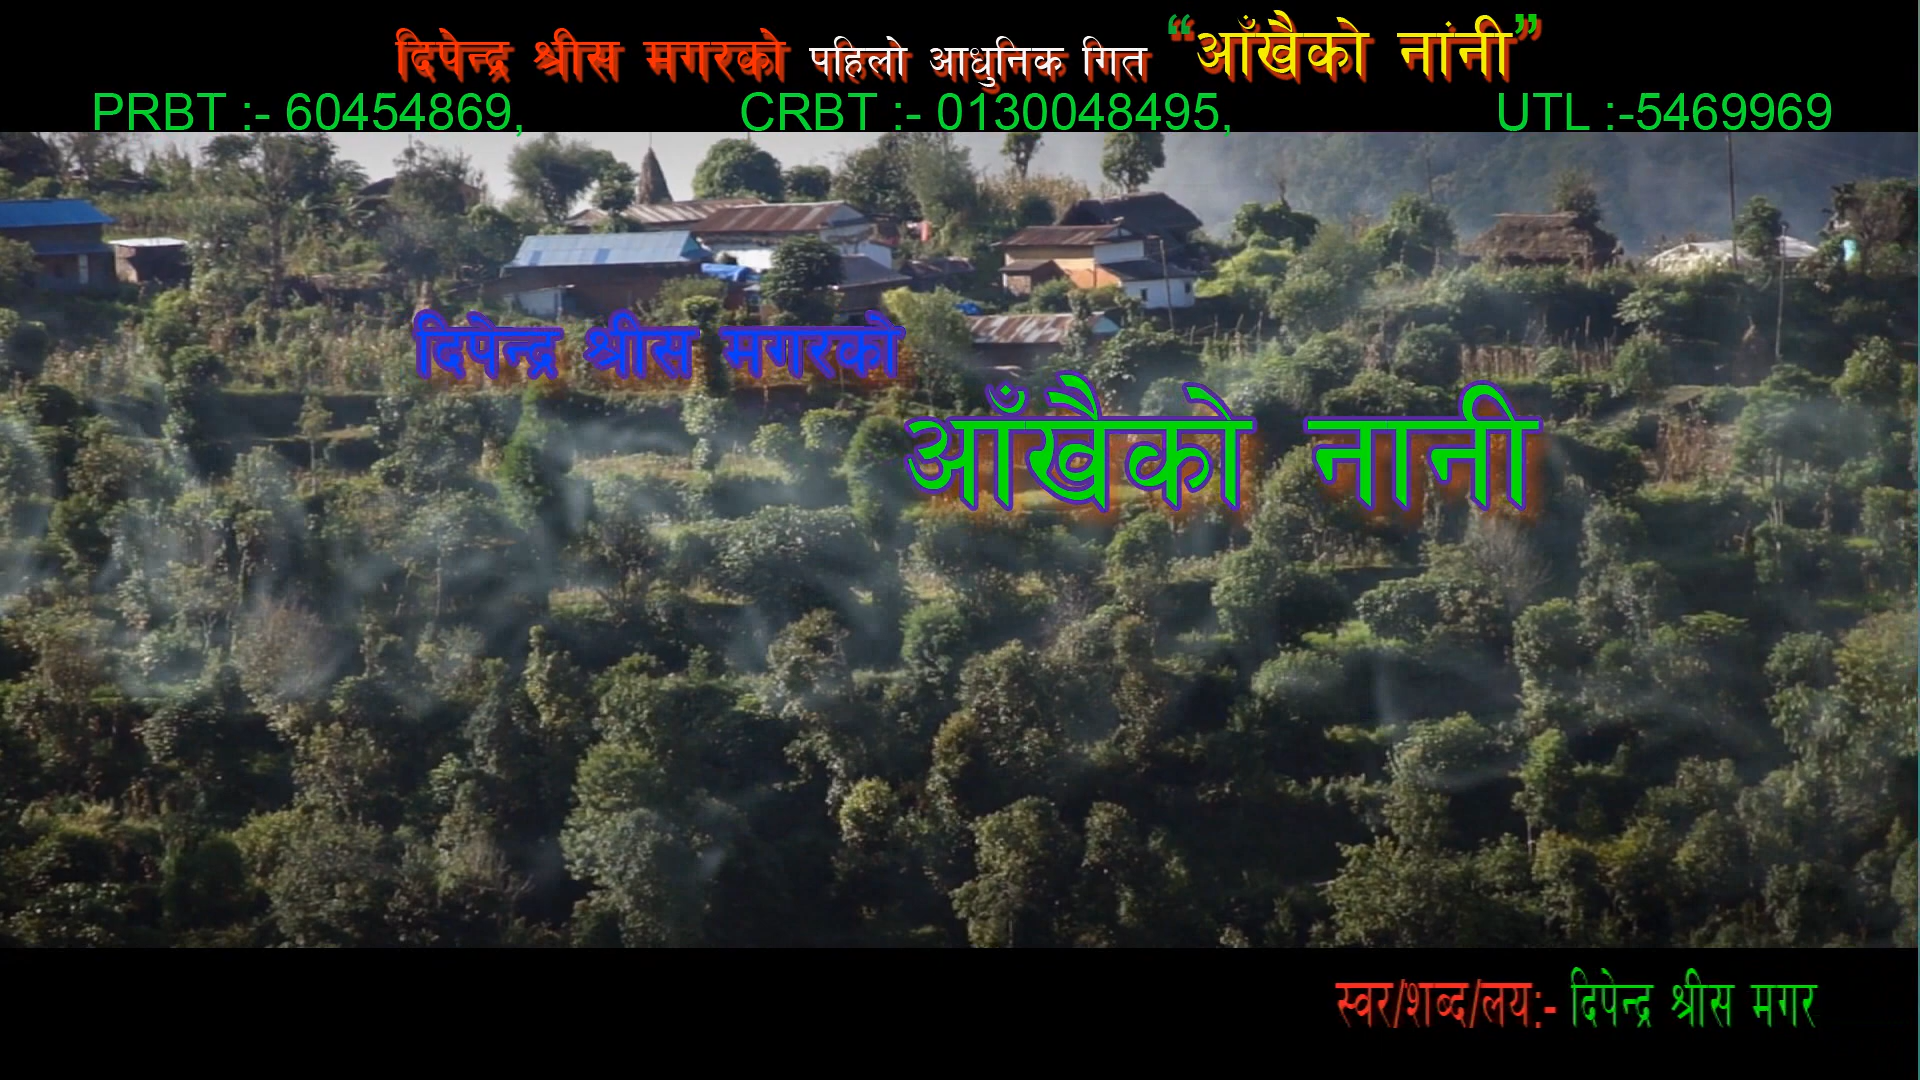 दिपेन्द्र श्रीस मगरको पहिलो आधुनिक गित “आँखैको नांनी”
PRBT :- 60454869, CRBT :- 0130048495, UTL :-5469969
दिपेन्द्र श्रीस मगरको
आँखैको नानी
स्वर/शब्द/लय:- दिपेन्द्र श्रीस मगर